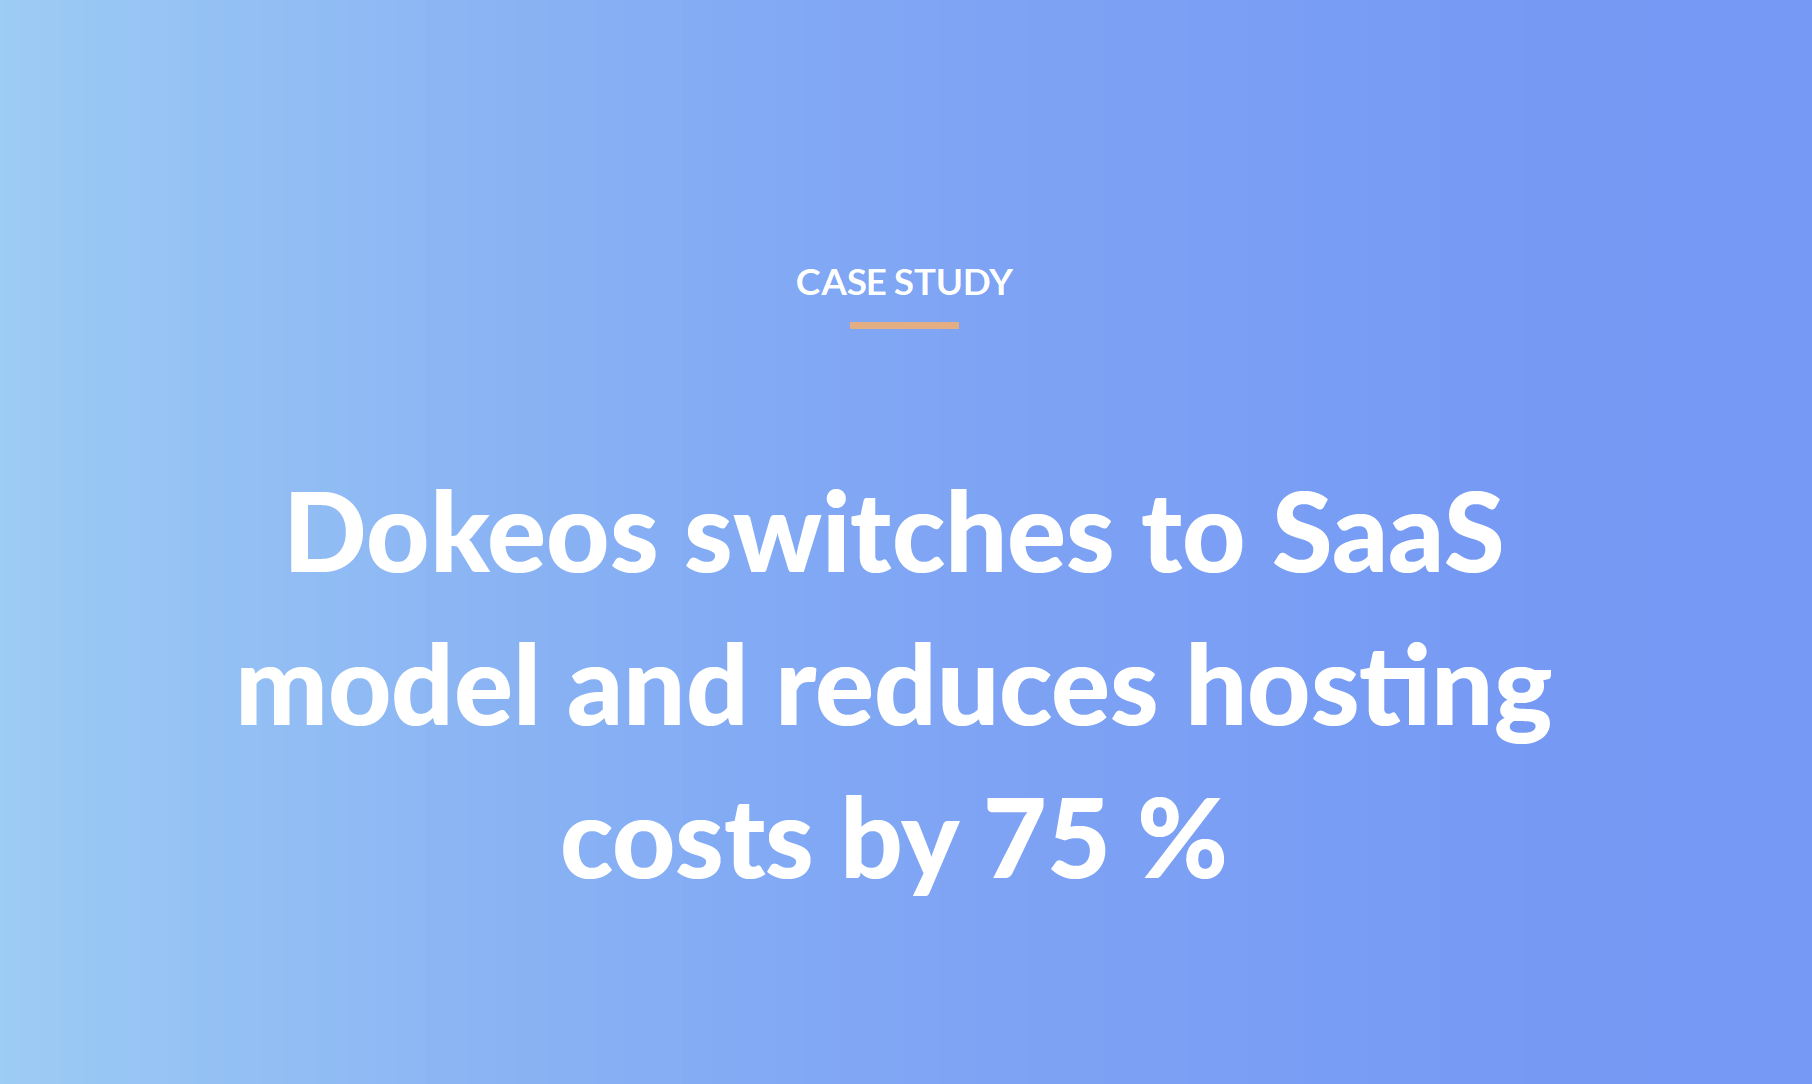 CASE STUDY
Dokeos switches to SaaS
model and reduces hosting
costs by 75 %